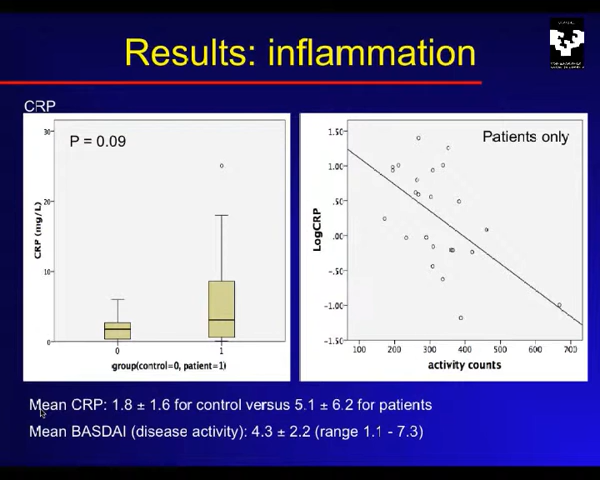 Results: inflammation
CRP
P = 0.09
30
20
10
0
CRP (mg/L)
0
1
group(control=0, patient=1)
Patients only
1.50
1.00
.50
.00
-.50
-1.00
-1.50
LogCRP
100 200 300 400 500 600 700
activity counts
Mean CRP: 1.8 ± 1.6 for control versus 5.1 ± 6.2 for patients
Mean BASDAI (disease activity): 4.3 ± 2.2 (range 1.1 - 7.3)